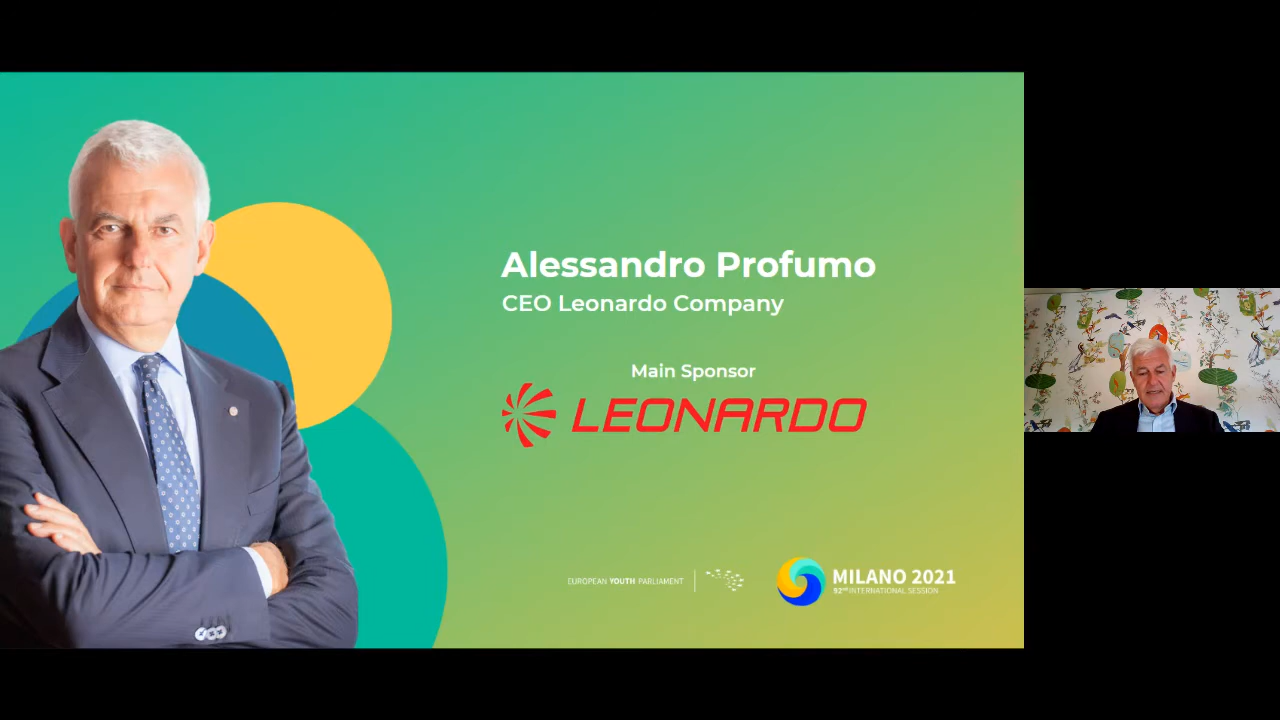 Alessandro Profumo
CEO Leonardo Company
Main Sponsor
LEONARDO
EUROPEAN YOUTH PARLIAMENT
MILANO 2021
92ND INTERNATIONAL SESSION